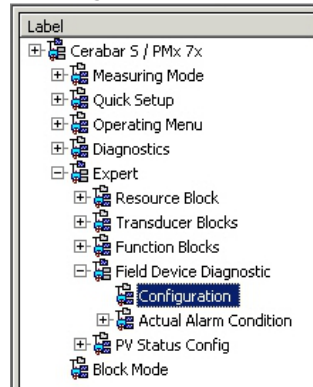 Label
Cerabar S / PMx 7x
Measuring Mode
Quick Setup
Operating Menu
Diagnostics
Expert
Resource Block
Transducer Blocks
Function Blocks
Field Device Diagnostic
Configuration
Actual Alarm Condition
PV Status Config
Block Mode